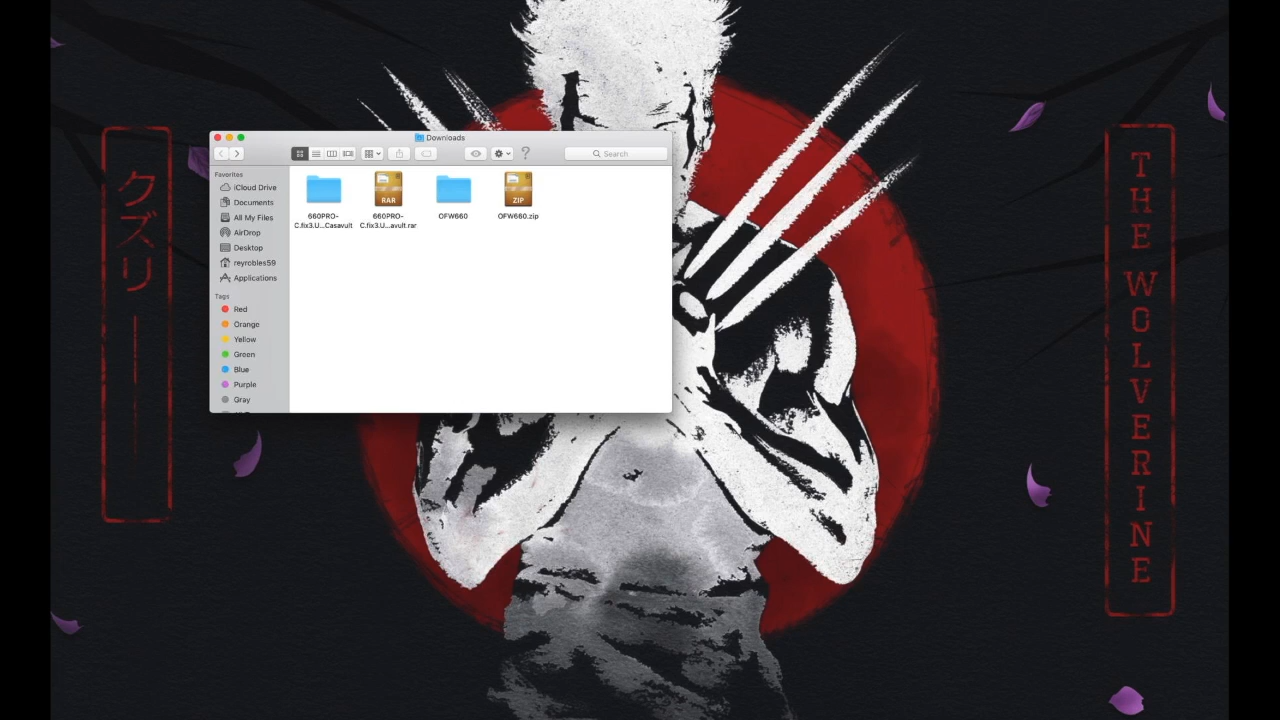 Downloads
Search
Favorites
iCloud Drive
Documents
All My Files
AirDrop
Desktop
reyrobles59
Applications
Tags
Red
Orange
Yellow
Green
Blue
Purple
Gray
660PRO-
C.fix3.U...Casavult
RAR
660PRO-
C.fix3.U...avult.rar
OFW660
ZIP
OFW660.zip
クズリ
THE WOLVERINE